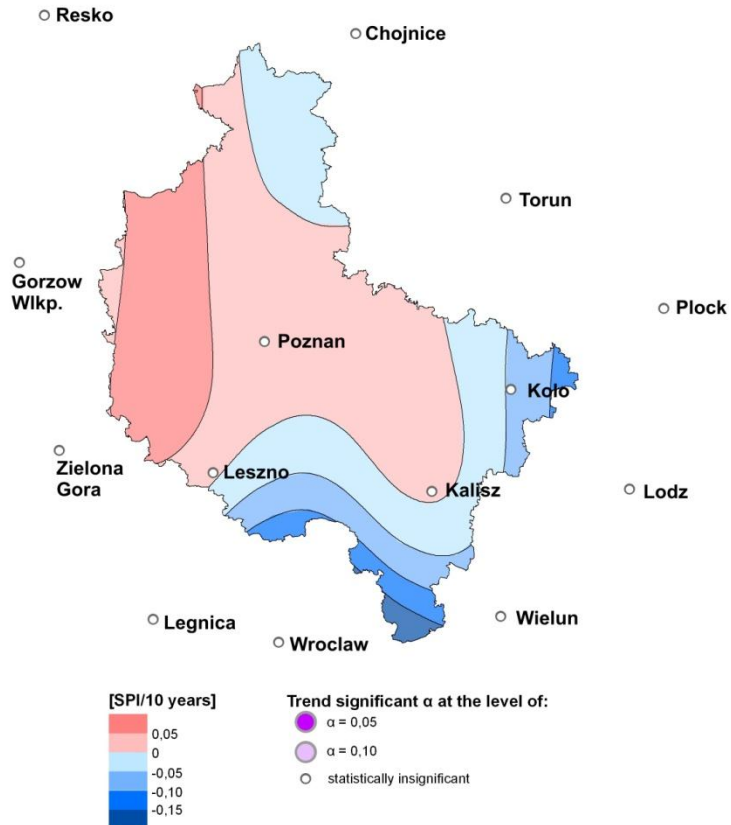 Resko
Chojnice
Torun
Gorzow
Wlkp.
Plock
Poznan
Koło
Zielona
Gora
Leszno
Kalisz
Lodz
Legnica
Wroclaw
Wielun
[SPI/10 years]
0,05
0
-0,05
-0,10
-0,15
Trend significant α at the level of:
α = 0,05
α = 0,10
statistically insignificant